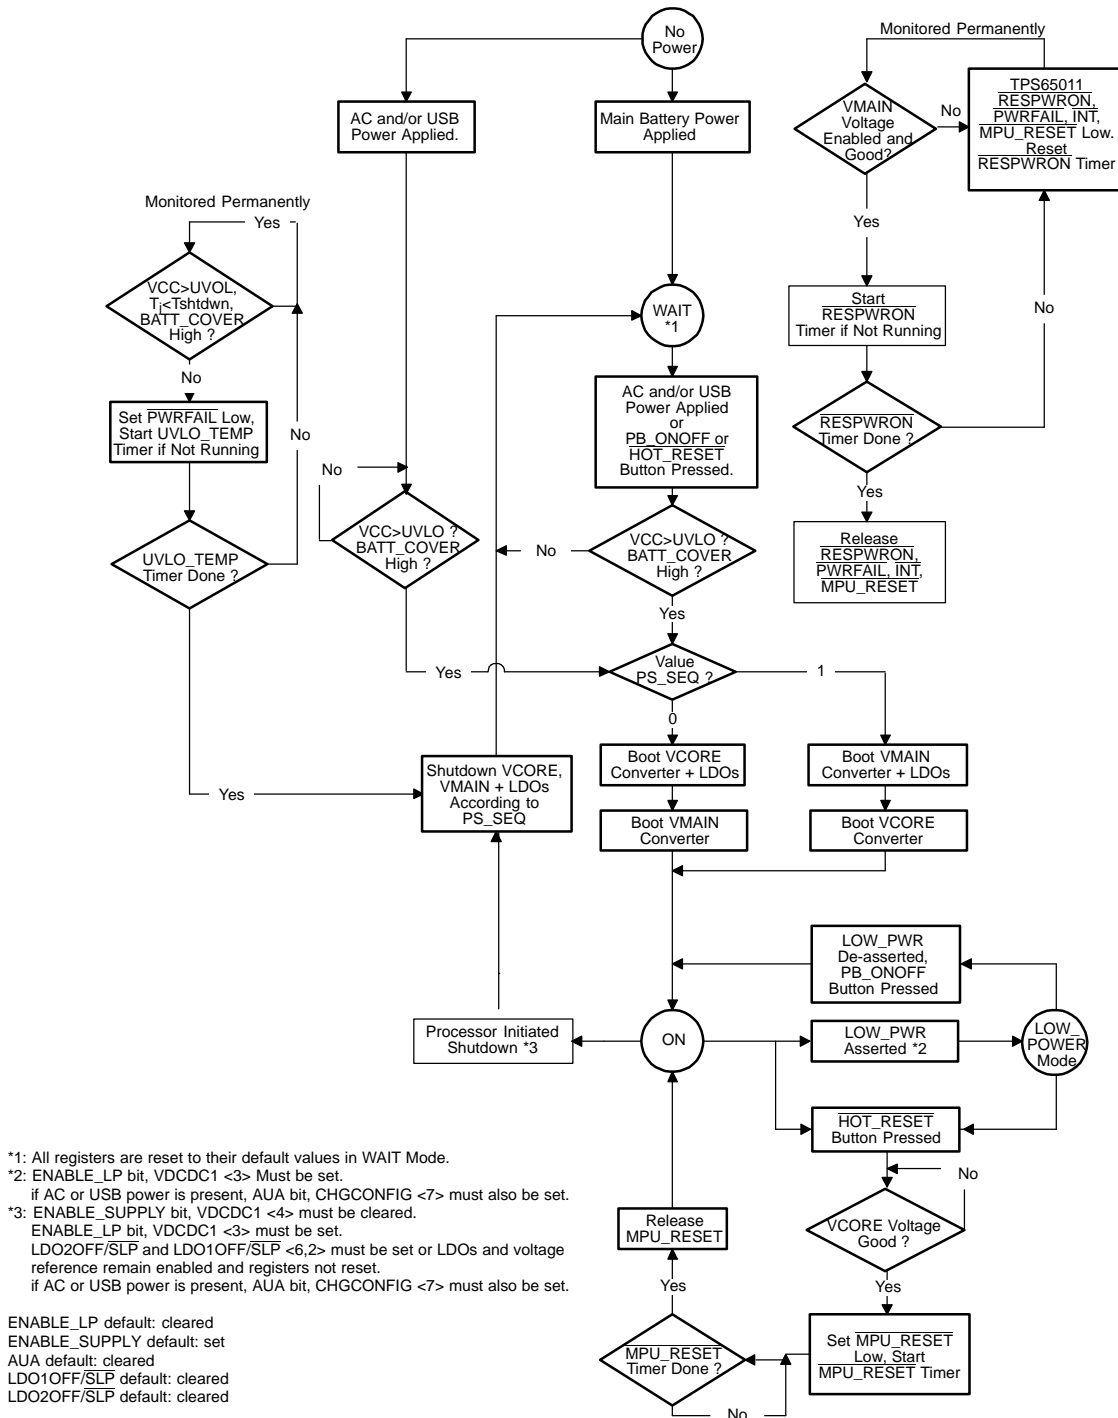 No
Power
AC and/or USB
Power Applied.
Main Battery Power
Applied
Monitored Permanently
VMAIN
Voltage
Enabled and
Good?
No
TPS65011
RESPWRON,
PWRFAIL, INT,
MPU_RESET Low.
Reset
RESPWRON Timer
Yes
No
Start
RESPWRON
Timer if Not Running
RESPWRON
Timer Done ?
Yes
Release
RESPWRON,
PWRFAIL, INT,
MPU_RESET
Monitored Permanently
Yes
VCC>UVOL,
Tj<Tshtdwn,
BATT_COVER
High ?
No
Set PWRFAIL Low,
Start UVLO_TEMP
Timer if Not Running
No
UVLO_TEMP
Timer Done ?
Yes
No
VCC>UVLO ?
BATT_COVER
High ?
Yes
WAIT
*1
AC and/or USB
Power Applied
or
PB_ONOFF or
HOT_RESET
Button Pressed.
VCC>UVLO ?
BATT_COVER
High ?
No
Yes
Value
PS_SEQ ?
1
0
Boot VCORE
Converter + LDOs
Boot VMAIN
Converter + LDOs
Boot VMAIN
Converter
Boot VCORE
Converter
Shutdown VCORE,
VMAIN + LDOs
According to
PS_SEQ
LOW_PWR
De-asserted,
PB_ONOFF
Button Pressed
Processor Initiated
Shutdown *3
ON
LOW_PWR
Asserted *2
LOW_
POWER
Mode
HOT_RESET
Button Pressed
No
VCORE Voltage
Good ?
Yes
Set MPU_RESET
Low, Start
MPU_RESET Timer
MPU_RESET
Timer Done ?
No
Yes
Release
MPU_RESET
*1: All registers are reset to their default values in WAIT Mode.
*2: ENABLE_LP bit, VDCDC1 <3> Must be set.
if AC or USB power is present, AUA bit, CHGCONFIG <7> must also be set.
*3: ENABLE_SUPPLY bit, VDCDC1 <4> must be cleared.
ENABLE_LP bit, VDCDC1 <3> must be set.
LDO2OFF/SLP and LDO1OFF/SLP <6,2> must be set or LDOs and voltage
reference remain enabled and registers not reset.
if AC or USB power is present, AUA bit, CHGCONFIG <7> must also be set.
ENABLE_LP default: cleared
ENABLE_SUPPLY default: set
AUA default: cleared
LDO1OFF/SLP default: cleared
LDO2OFF/SLP default: cleared